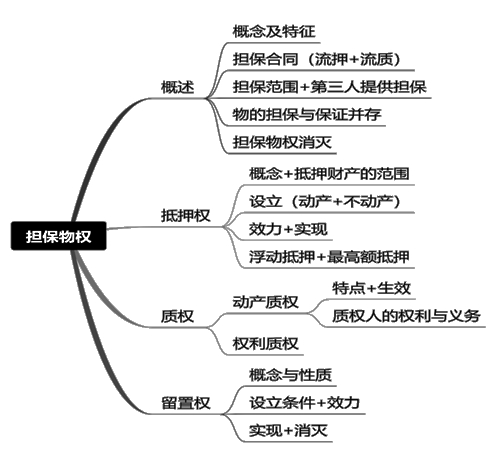 担保物权
概述
概念及特征
担保合同（流押+流质）
担保范围+第三人提供担保
物的担保与保证并存
担保物权消灭
抵押权
概念+抵押财产的范围
设立（动产+不动产）
效力+实现
浮动抵押+最高额抵押
质权
动产质权
特点+生效
质权人的权利与义务
权利质权
留置权
概念与性质
设立条件+效力
实现+消灭